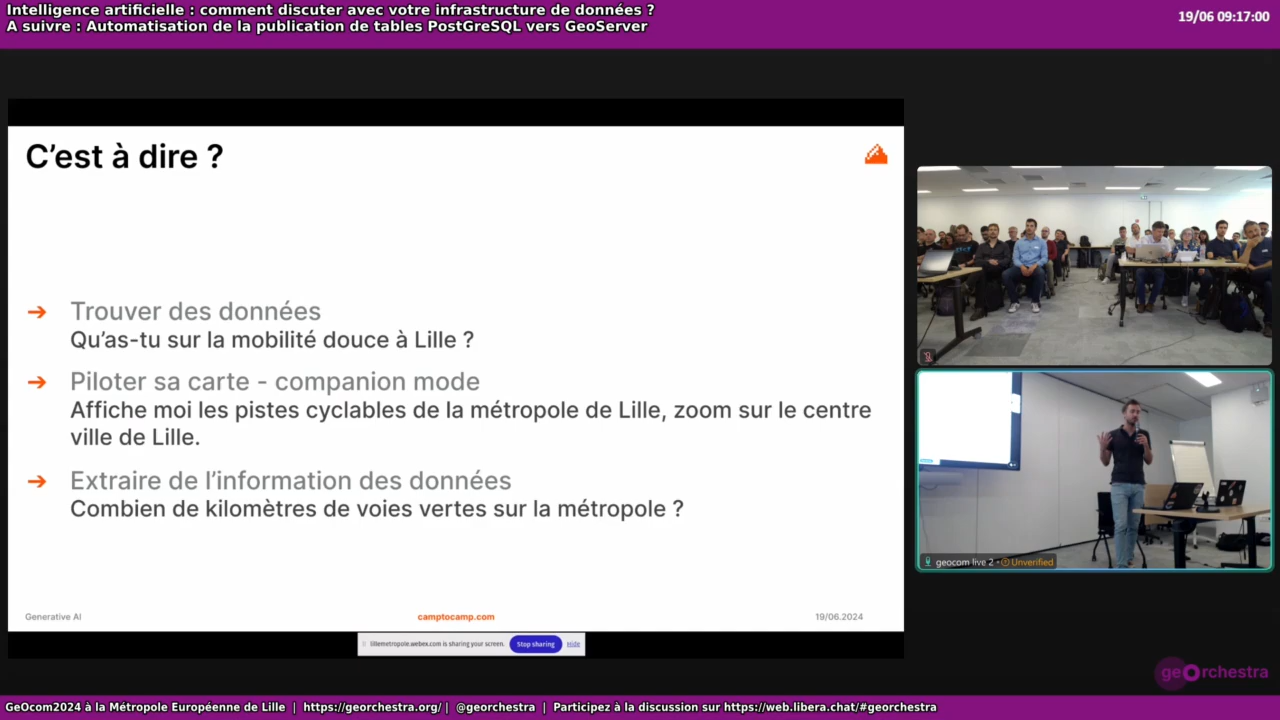 Intelligence artificielle : comment discuter avec votre infrastructure de données ?
A suivre : Automatisation de la publication de tables PostGreSQL vers GeoServer
19/06 09:17:00
C’est à dire ?
➔ Trouver des données
Qu’as-tu sur la mobilité douce à Lille ?
➔ Piloter sa carte - companion mode
Affiche moi les pistes cyclables de la métropole de Lille, zoom sur le centre
ville de Lille.
➔ Extraire de l’information des données
Combien de kilomètres de voies vertes sur la métropole ?
Generative AI
camptocamp.com
19/06.2024
lillemetropole.webex.com is sharing your screen.
Stop sharing
Hide
geocom live 2 - Unverified
geOrchestra
GeOcom2024 à la Métropole Européenne de Lille | https://georchestra.org/ | @georchestra | Participez à la discussion sur https://web.libera.chat/#georchestra